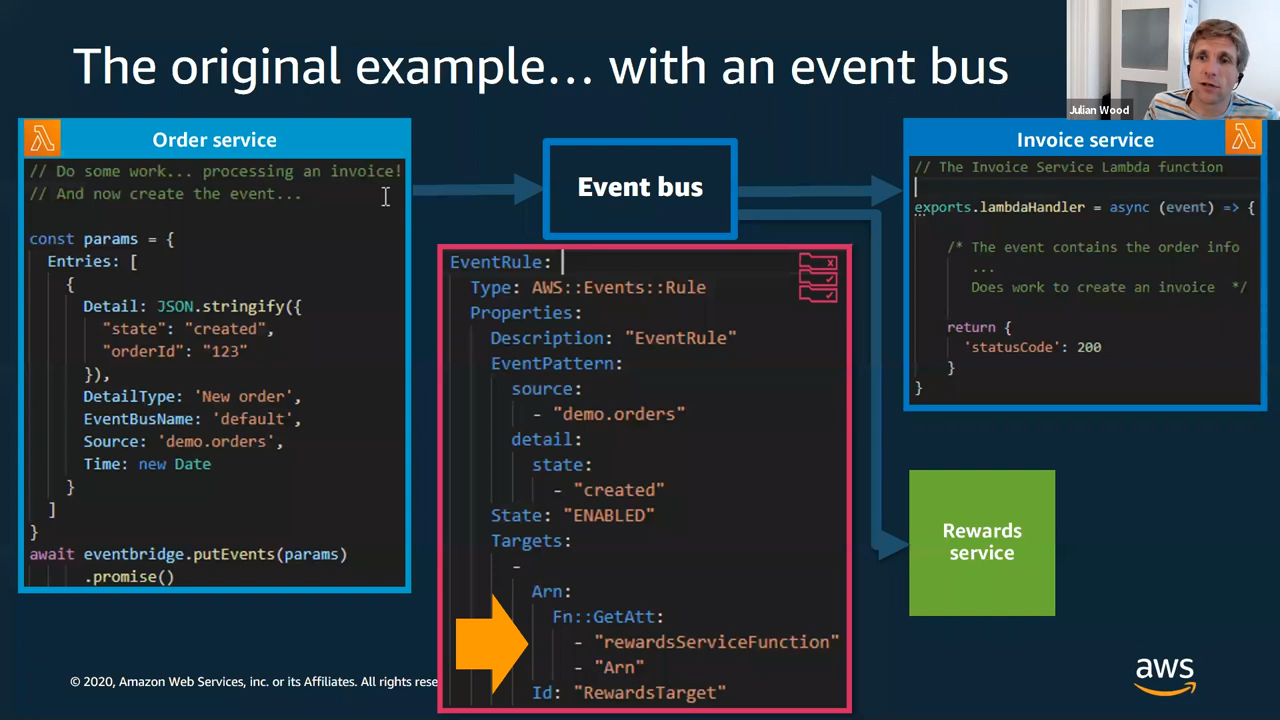 The original example... with an event bus
Julian Wood
Order service
// Do some work... processing an invoice!
// And now create the event...
const params = {
Entries: [
{
Detail: JSON.stringify({
"state": "created",
"orderId": "123"
}),
DetailType: 'New order',
EventBusName: 'default',
Source: 'demo.orders',
Time: new Date
}
]
}
await eventbridge.putEvents(params)
.promise()
Event bus
EventRule:
Type: AWS::Events::Rule
Properties:
Description: "EventRule"
EventPattern:
source:
- "demo.orders"
detail:
state:
- "created"
State: "ENABLED"
Targets:
-
Arn:
Fn::GetAtt:
- "rewardsServiceFunction"
- "Arn"
Id: "RewardsTarget"
Invoice service
// The Invoice Service Lambda function
exports.lambdaHandler = async (event) => {
/* The event contains the order info
...
Does work to create an invoice */
return {
'statusCode': 200
}
}
Rewards
service
© 2020, Amazon Web Services, inc. or its Affiliates. All rights rese
aws